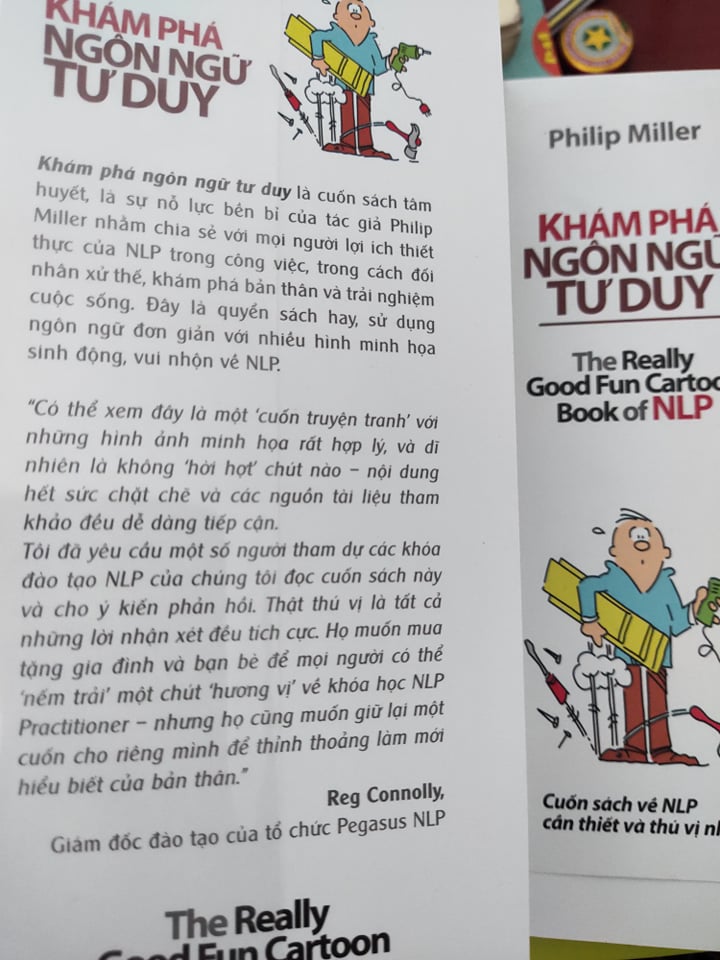 KHÁM PHÁ
NGÔN NGỮ
TƯ DUY
Khám phá ngôn ngữ tư duy là cuốn sách tâm
huyết, là sự nỗ lực bền bỉ của tác giả Philip
Miller nhằm chia sẻ với mọi người lợi ích thiết
thực của NLP trong công việc, trong cách đối
nhân xử thế, khám phá bản thân và trải nghiệm
cuộc sống. Đây là quyển sách hay, sử dụng
ngôn ngữ đơn giản với nhiều hình minh họa
sinh động, vui nhộn về NLP.
“Có thể xem đây là một ‘cuốn truyện tranh’ với
những hình ảnh minh họa rất hợp lý, và dĩ
nhiên là không ‘hời hợt’ chút nào – nội dung
hết sức chặt chẽ và các nguồn tài liệu tham
khảo đều dễ dàng tiếp cận.
Tôi đã yêu cầu một số người tham dự các khóa
đào tạo NLP của chúng tôi đọc cuốn sách này
và cho ý kiến phản hồi. Thật thú vị là tất cả
những lời nhận xét đều tích cực. Họ muốn mua
tặng gia đình và bạn bè để mọi người có thể
‘nếm trải’ một chút ‘hương vị’ về khóa học NLP
Practitioner – nhưng họ cũng muốn giữ lại một
cuốn cho riêng mình để thỉnh thoảng làm mới
hiểu biết của bản thân.”
Reg Connolly,
Giám đốc đào tạo của tổ chức Pegasus NLP
The Really
Good Fun Cartoon
Philip Miller
KHÁM PHÁ
NGÔN NGỮ
TƯ DUY
The Really
Good Fun Cartoo
Book of NLP
Cuốn sách về NLP
cần thiết và thú vị nh